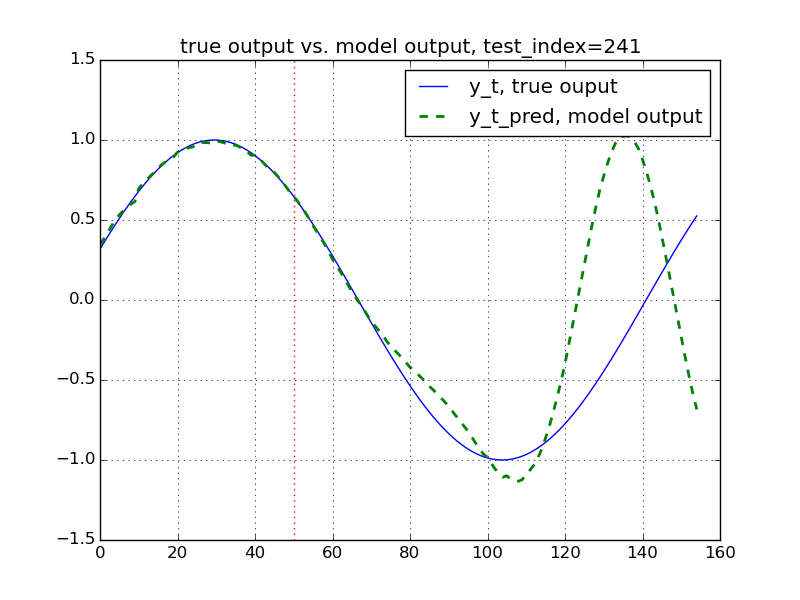 true output vs. model output, test_index=241
y_t, true ouput
y_t_pred, model output
1.5
1.0
0.5
0.0
−0.5
−1.0
−1.5
0 20 40 60 80 100 120 140 160